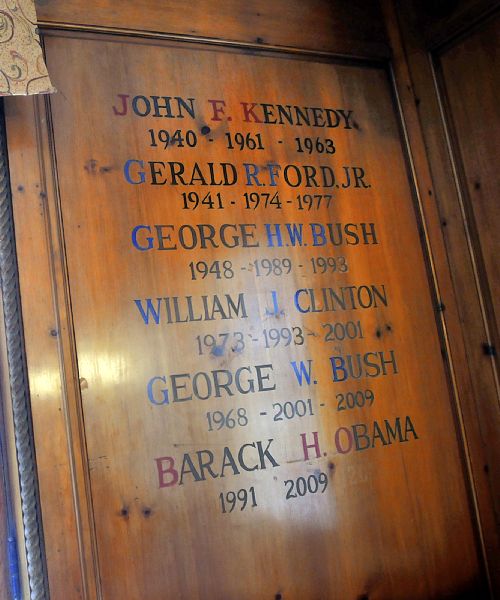 JOHN F. KENNEDY
1940 - 1961 - 1963
GERALD R. FORD, JR.
1941 - 1974 - 1977
GEORGE H.W. BUSH
1948 - 1989 - 1993
WILLIAM J. CLINTON
1973 - 1993 - 2001
GEORGE W. BUSH
1968 - 2001 - 2009
BARACK H. OBAMA
1991 2009